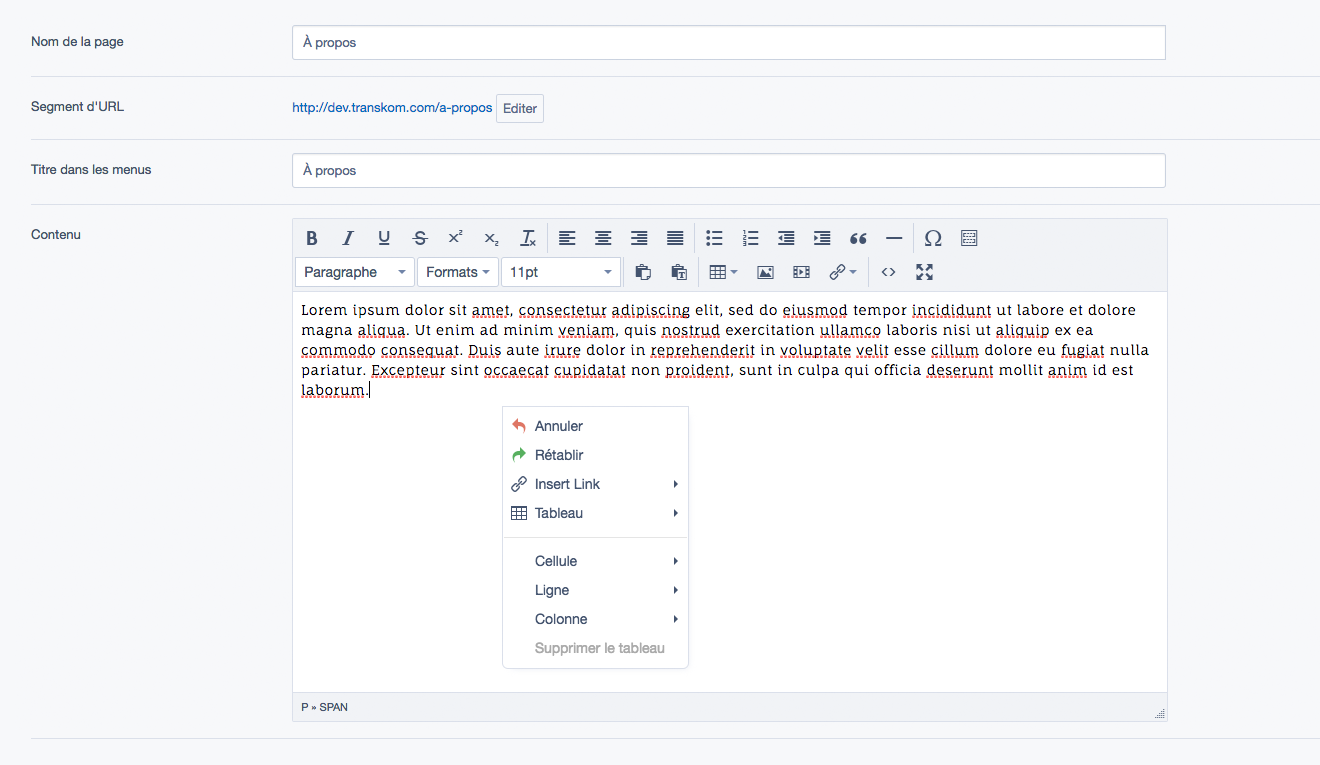 Nom de la page
À propos
Segment d'URL
http://dev.transkom.com/a-propos Editer
Titre dans les menus
À propos
Contenu
Paragraphe Formats 11pt
Lorem ipsum dolor sit amet, consectetur adipiscing elit, sed do eiusmod tempor incididunt ut labore et dolore
magna aliqua. Ut enim ad minim veniam, quis nostrud exercitation ullamco laboris nisi ut aliquip ex ea
commodo consequat. Duis aute irure dolor in reprehenderit in voluptate velit esse cillum dolore eu fugiat nulla
pariatur. Excepteur sint occaecat cupidatat non proident, sunt in culpa qui officia deserunt mollit anim id est
laborum.
Annuler
Rétablir
Insert Link
Tableau
Cellule
Ligne
Colonne
Supprimer le tableau
P » SPAN